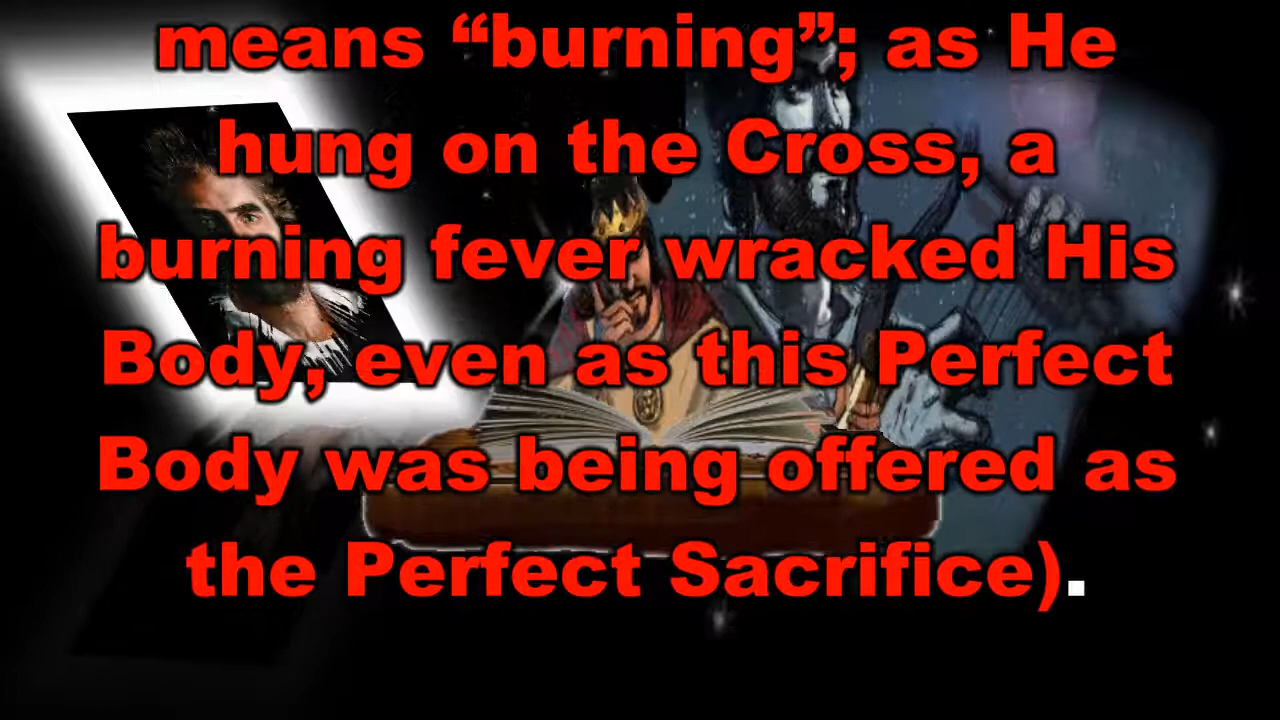 means “burning”; as He
hung on the Cross, a
burning fever wracked His
Body, even as this Perfect
Body was being offered as
the Perfect Sacrifice).